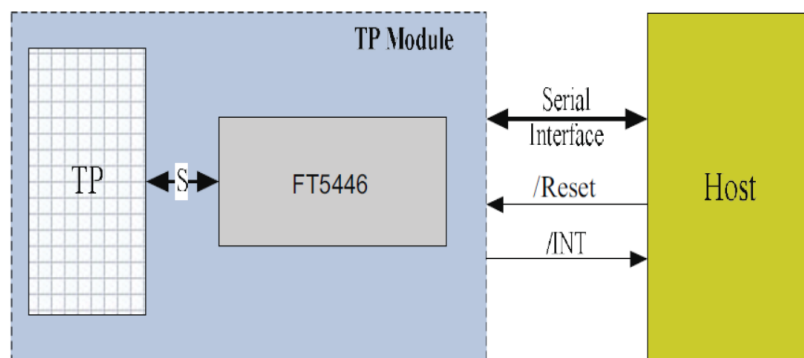 TP Module
TP
S
FT5446
Serial
Interface
/Reset
/INT
Host